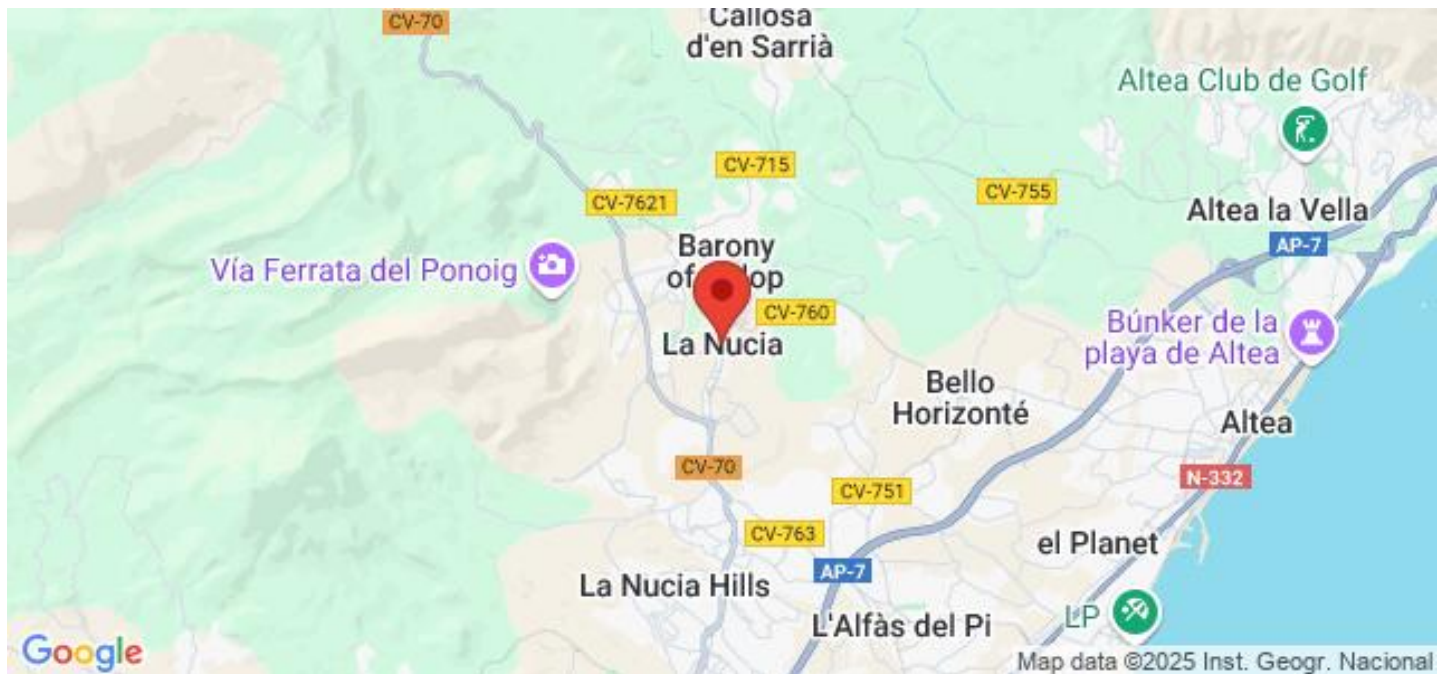 CV-70
Callosa
d'en Sarrià
Altea Club de Golf
CV-715
CV-755
CV-7621
Altea la Vella
AP-7
Barony
Vía Ferrata del Ponoig
CV-760
La Nucia
Búnker de la
playa de Altea
Bello
Horizonté
Altea
CV-70
N-332
CV-751
CV-763
el Planet
AP-7
La Nucia Hills
L'Alfàs del Pi
LP
Google
Map data ©2025 Inst. Geogr. Nacional